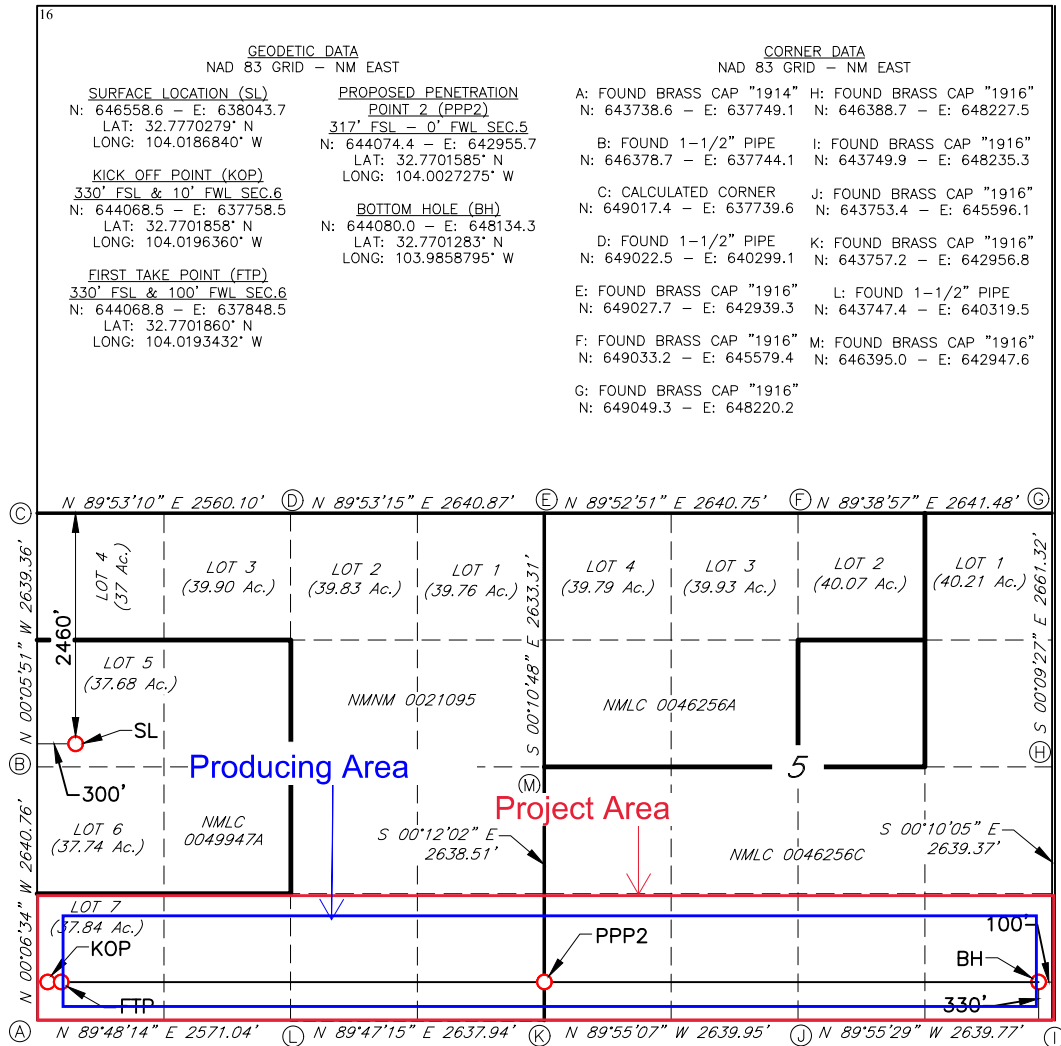 16
GEODETIC DATA
NAD 83 GRID – NM EAST
SURFACE LOCATION (SL)
N: 646558.6 – E: 638043.7
LAT: 32.7770279° N
LONG: 104.0186840° W
KICK OFF POINT (KOP)
330' FSL & 10' FWL SEC.6
N: 644068.5 – E: 637758.5
LAT: 32.7701858° N
LONG: 104.0196360° W
FIRST TAKE POINT (FTP)
330' FSL & 100' FWL SEC.6
N: 644068.8 – E: 637848.5
LAT: 32.7701860° N
LONG: 104.0193432° W
PROPOSED PENETRATION
POINT 2 (PPP2)
317' FSL – 0' FWL SEC.5
N: 644074.4 – E: 642955.7
LAT: 32.7701585° N
LONG: 104.0027275° W
BOTTOM HOLE (BH)
N: 644080.0 – E: 648134.3
LAT: 32.7701283° N
LONG: 103.9858795° W
CORNER DATA
NAD 83 GRID – NM EAST
A: FOUND BRASS CAP "1914"
N: 643738.6 – E: 637749.1
B: FOUND 1-1/2" PIPE
N: 646378.7 – E: 637744.1
C: CALCULATED CORNER
N: 649017.4 – E: 637739.6
D: FOUND 1-1/2" PIPE
N: 649022.5 – E: 640299.1
E: FOUND BRASS CAP "1916"
N: 649027.7 – E: 642939.3
F: FOUND BRASS CAP "1916"
N: 649033.2 – E: 645579.4
G: FOUND BRASS CAP "1916"
N: 649049.3 – E: 648220.2
H: FOUND BRASS CAP "1916"
N: 646388.7 – E: 648227.5
I: FOUND BRASS CAP "1916"
N: 643749.9 – E: 648235.3
J: FOUND BRASS CAP "1916"
N: 643753.4 – E: 645596.1
K: FOUND BRASS CAP "1916"
N: 643757.2 – E: 642956.8
L: FOUND 1-1/2" PIPE
N: 643747.4 – E: 640319.5
M: FOUND BRASS CAP "1916"
N: 646395.0 – E: 642947.6
C
N 89°53'10" E 2560.10'
D
N 89°53'15" E 2640.87'
E
N 89°52'51" E 2640.75'
F
N 89°38'57" E 2641.48'
G
N 00°05'51" W 2639.36'
LOT 4
(37 Ac.)
LOT 3
(39.90 Ac.)
LOT 2
(39.83 Ac.)
LOT 1
(39.76 Ac.)
S 00°10'48" E 2633.31'
LOT 4
(39.79 Ac.)
LOT 3
(39.93 Ac.)
LOT 2
(40.07 Ac.)
LOT 1
(40.21 Ac.)
S 00°09'27" E 2661.32'
2460'
LOT 5
(37.68 Ac.)
NMNM 0021095
NMLC 0046256A
SL
B
Producing Area
M
5
H
300'
Project Area
N 00°06'34" W 2640.76'
LOT 6
(37.74 Ac.)
NMLC
0049947A
S 00°12'02" E
2638.51'
NMLC 0046256C
S 00°10'05" E
2639.37'
LOT 7
(37.84 Ac.)
KOP
PPP2
100'
BH
FTP
330'
A
N 89°48'14" E 2571.04'
L
N 89°47'15" E 2637.94'
K
N 89°55'07" W 2639.95'
J
N 89°55'29" W 2639.77'
I